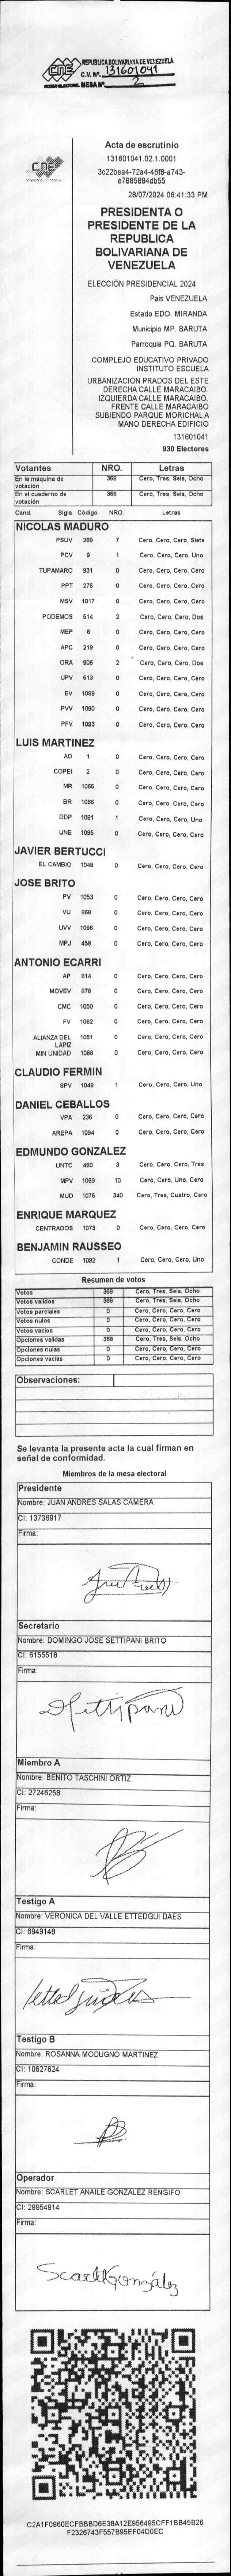 CNE
REPUBLICA BOLIVARIANA DE VENEZUELA
C.V. Nº. 131601041
MESA Nº. 2
CNE
Acta de escrutinio
131601041.02.1.0001
3c22bea4-72a4-46f8-a743-
e7885884db55
28/07/2024 06:41:33 PM
PRESIDENTA O
PRESIDENTE DE LA
REPUBLICA
BOLIVARIANA DE
VENEZUELA
ELECCIÓN PRESIDENCIAL 2024
Pais VENEZUELA
Estado EDO. MIRANDA
Municipio MP. BARUTA
Parroquia PQ. BARUTA
COMPLEJO EDUCATIVO PRIVADO
INSTITUTO ESCUELA
URBANIZACION PRADOS DEL ESTE
DERECHA CALLE MARACAIBO.
IZQUIERDA CALLE MARACAIBO.
FRENTE CALLE MARACAIBO
SUBIENDO PARQUE MORICHAL A
MANO DERECHA EDIFICIO
131601041
930 Electores
Votantes NRO. Letras
En la máquina de votación 368 Cero, Tres, Seis, Ocho
En el cuaderno de votación 368 Cero, Tres, Seis, Ocho
Cand. Sigla Código NRO. Letras
NICOLAS MADURO
PSUV 269 7 Cero, Cero, Cero, Siete
PCV 9 1 Cero, Cero, Cero, Uno
TUPAMARO 931 0 Cero, Cero, Cero, Cero
PPT 276 0 Cero, Cero, Cero, Cero
MSV 1017 0 Cero, Cero, Cero, Cero
PODEMOS 514 2 Cero, Cero, Cero, Dos
MEP 6 0 Cero, Cero, Cero, Cero
APC 219 0 Cero, Cero, Cero, Cero
ORA 906 2 Cero, Cero, Cero, Dos
UPV 513 0 Cero, Cero, Cero, Cero
EV 1089 0 Cero, Cero, Cero, Cero
PVV 1090 0 Cero, Cero, Cero, Cero
PFV 1093 0 Cero, Cero, Cero, Cero
LUIS MARTINEZ
AD 1 0 Cero, Cero, Cero, Cero
COPEI 2 0 Cero, Cero, Cero, Cero
MR 1065 0 Cero, Cero, Cero, Cero
BR 1066 0 Cero, Cero, Cero, Cero
DDP 1091 1 Cero, Cero, Cero, Uno
UNE 1095 0 Cero, Cero, Cero, Cero
JAVIER BERTUCCI
EL CAMBIO 1048 0 Cero, Cero, Cero, Cero
JOSE BRITO
PV 1053 0 Cero, Cero, Cero, Cero
VU 868 0 Cero, Cero, Cero, Cero
UVV 1096 0 Cero, Cero, Cero, Cero
MPJ 458 0 Cero, Cero, Cero, Cero
ANTONIO ECARRI
AP 814 0 Cero, Cero, Cero, Cero
MOVEV 878 0 Cero, Cero, Cero, Cero
CMC 1050 0 Cero, Cero, Cero, Cero
FV 1062 0 Cero, Cero, Cero, Cero
ALIANZA DEL LAPIZ 1051 0 Cero, Cero, Cero, Cero
MIN UNIDAD 1068 0 Cero, Cero, Cero, Cero
CLAUDIO FERMIN
SPV 1049 1 Cero, Cero, Cero, Uno
DANIEL CEBALLOS
VPA 236 0 Cero, Cero, Cero, Cero
AREPA 1094 0 Cero, Cero, Cero, Cero
EDMUNDO GONZALEZ
UNTC 460 3 Cero, Cero, Cero, Tres
MPV 1069 10 Cero, Cero, Uno, Cero
MUD 1076 340 Cero, Tres, Cuatro, Cero
ENRIQUE MARQUEZ
CENTRADOS 1073 0 Cero, Cero, Cero, Cero
BENJAMIN RAUSSEO
CONDE 1092 1 Cero, Cero, Cero, Uno
Resumen de votos
Votos 368 Cero, Tres, Seis, Ocho
Votos válidos 368 Cero, Tres, Seis, Ocho
Votos parciales 0 Cero, Cero, Cero, Cero
Votos nulos 0 Cero, Cero, Cero, Cero
Votos vacíos 0 Cero, Cero, Cero, Cero
Opciones válidas 368 Cero, Tres, Seis, Ocho
Opciones nulas 0 Cero, Cero, Cero, Cero
Opciones vacías 0 Cero, Cero, Cero, Cero
Observaciones:
Se levanta la presente acta la cual firman en
señal de conformidad.
Miembros de la mesa electoral
Presidente
Nombre: JUAN ANDRES SALAS CAMERA
CI: 13736917
Firma:
Secretario
Nombre: DOMINGO JOSE SETTIPANI BRITO
CI: 6155518
Firma:
Settipani
Miembro A
Nombre: BENITO TASCHINI ORTIZ
CI: 27246258
Firma:
Testigo A
Nombre: VERONICA DEL VALLE ETTEDGUI DAES
CI: 6949148
Firma:
Testigo B
Nombre: ROSANNA MODUGNO MARTINEZ
CI: 10627624
Firma:
Operador
Nombre: SCARLET ANAILE GONZALEZ RENGIFO
CI: 29954914
Firma:
Scarlet González
C2A1F0960ECFBBBD6E38A12E956495CFF1BB45B26
F2326743F557B95EF04D0EC